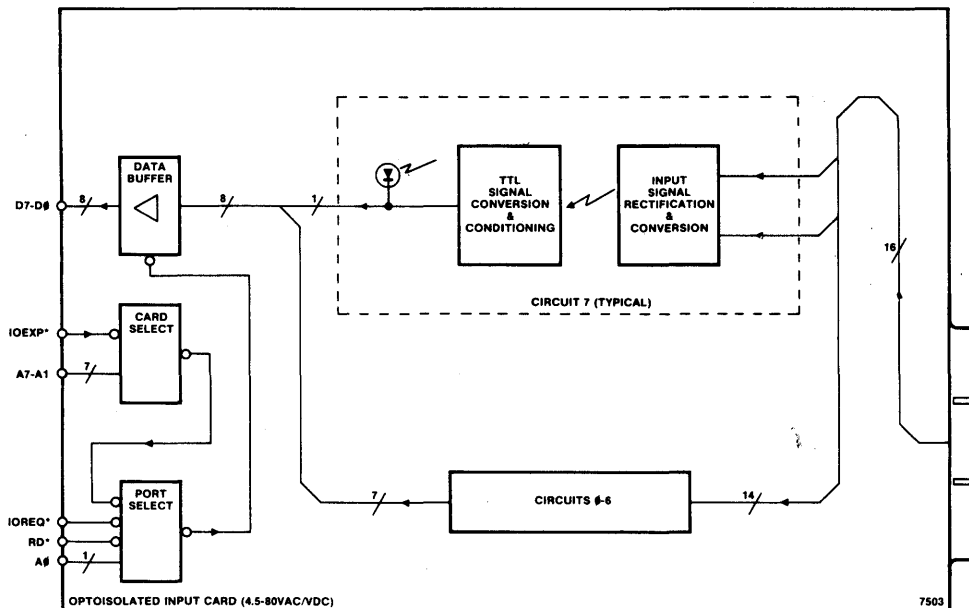 DATA
BUFFER
D7-DØ
8
8
1
TTL
SIGNAL
CONVERSION
&
CONDITIONING
INPUT
SIGNAL
RECTIFICATION
&
CONVERSION
16
CIRCUIT 7 (TYPICAL)
CARD
SELECT
IOEXP*
A7-A1
7
PORT
SELECT
IOREQ*
RD*
AØ
1
7
CIRCUITS Ø-6
14
OPTOISOLATED INPUT CARD (4.5-80VAC/VDC)
7503